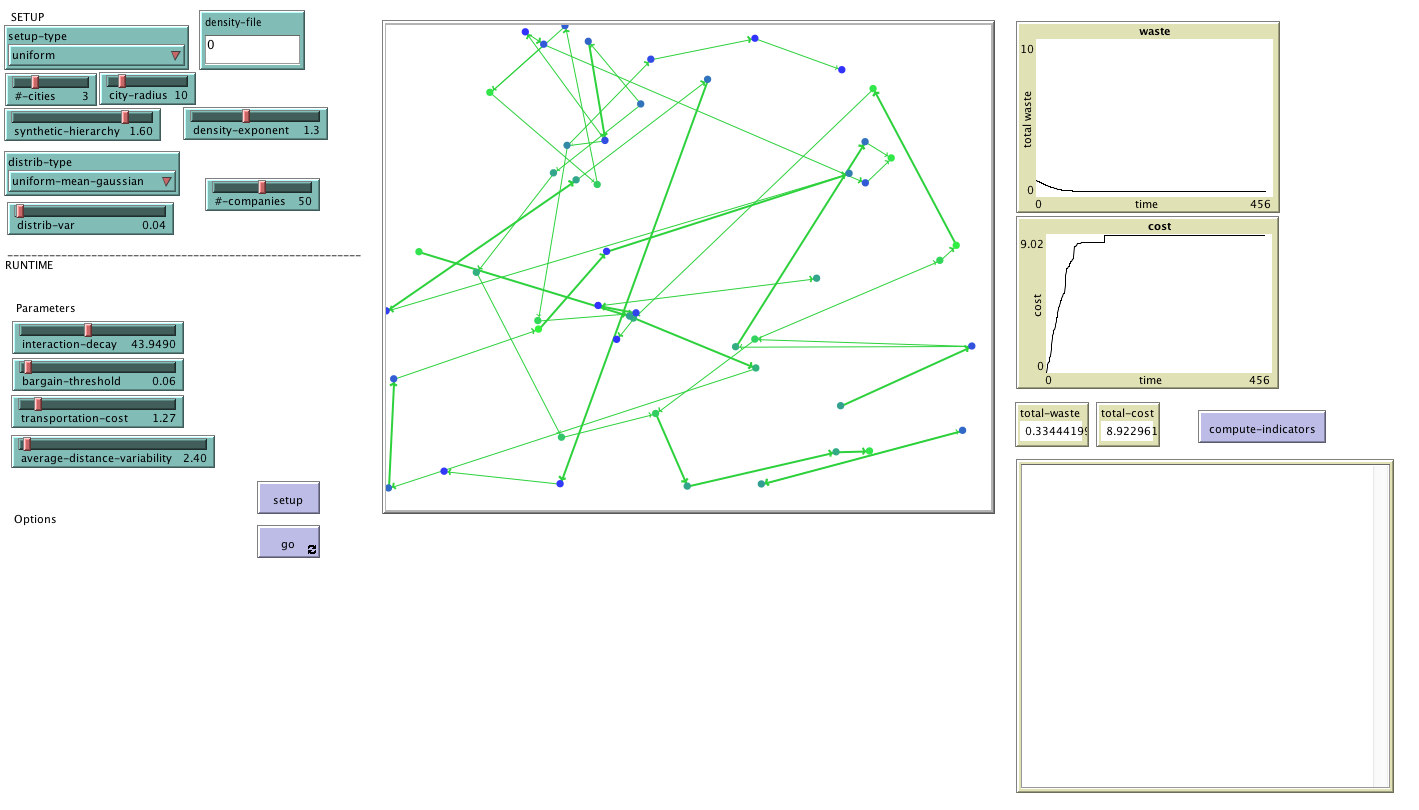 SETUP
setup-type
uniform
density-file
0
#-cities 3
city-radius 10
synthetic-hierarchy 1.60
density-exponent 1.3
distrib-type
uniform-mean-gaussian
#-companies 50
distrib-var 0.04
RUNTIME
Parameters
interaction-decay 43.9490
bargain-threshold 0.06
transportation-cost 1.27
average-distance-variability 2.40
setup
Options
go
waste
10
total waste
0
0 time 456
cost
9.02
cost
0
0 time 456
total-waste
0.33444419
total-cost
8.922961
compute-indicators